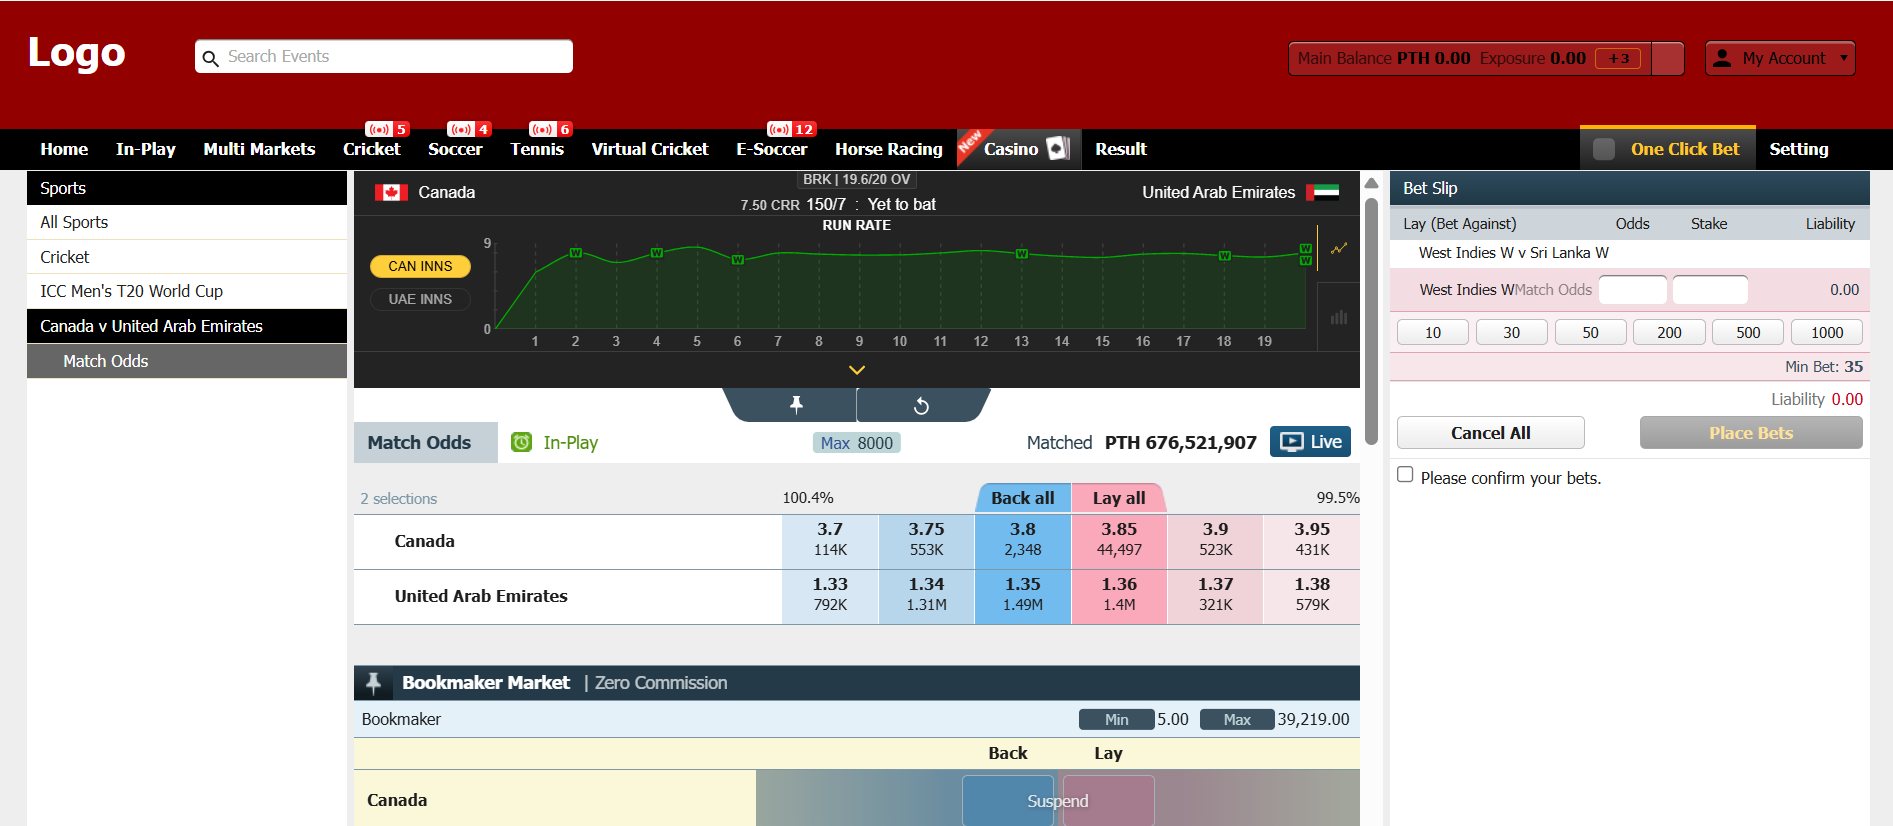 Logo
Search Events
Main Balance PTH 0.00 Exposure 0.00 +3
My Account
5 4 6 12
Home In-Play Multi Markets Cricket Soccer Tennis Virtual Cricket E-Soccer Horse Racing New Casino Result One Click Bet Setting
Sports
All Sports
Cricket
ICC Men's T20 World Cup
Canada v United Arab Emirates
Match Odds
BRK | 19.6/20 OV
Canada
United Arab Emirates
7.50 CRR 150/7 : Yet to bat
RUN RATE
9
CAN INNS
UAE INNS
0
W W W W W W W
1 2 3 4 5 6 7 8 9 10 11 12 13 14 15 16 17 18 19
Match Odds In-Play Max 8000 Matched PTH 676,521,907 Live
2 selections 100.4% Back all Lay all 99.5%
Canada 3.7 3.75 3.8 3.85 3.9 3.95
114K 553K 2,348 44,497 523K 431K
United Arab Emirates 1.33 1.34 1.35 1.36 1.37 1.38
792K 1.31M 1.49M 1.4M 321K 579K
Bookmaker Market | Zero Commission
Bookmaker Min 5.00 Max 39,219.00
Back Lay
Canada Suspend
Bet Slip
Lay (Bet Against) Odds Stake Liability
West Indies W v Sri Lanka W
West Indies W Match Odds 0.00
10 30 50 200 500 1000
Min Bet: 35
Liability 0.00
Cancel All Place Bets
Please confirm your bets.